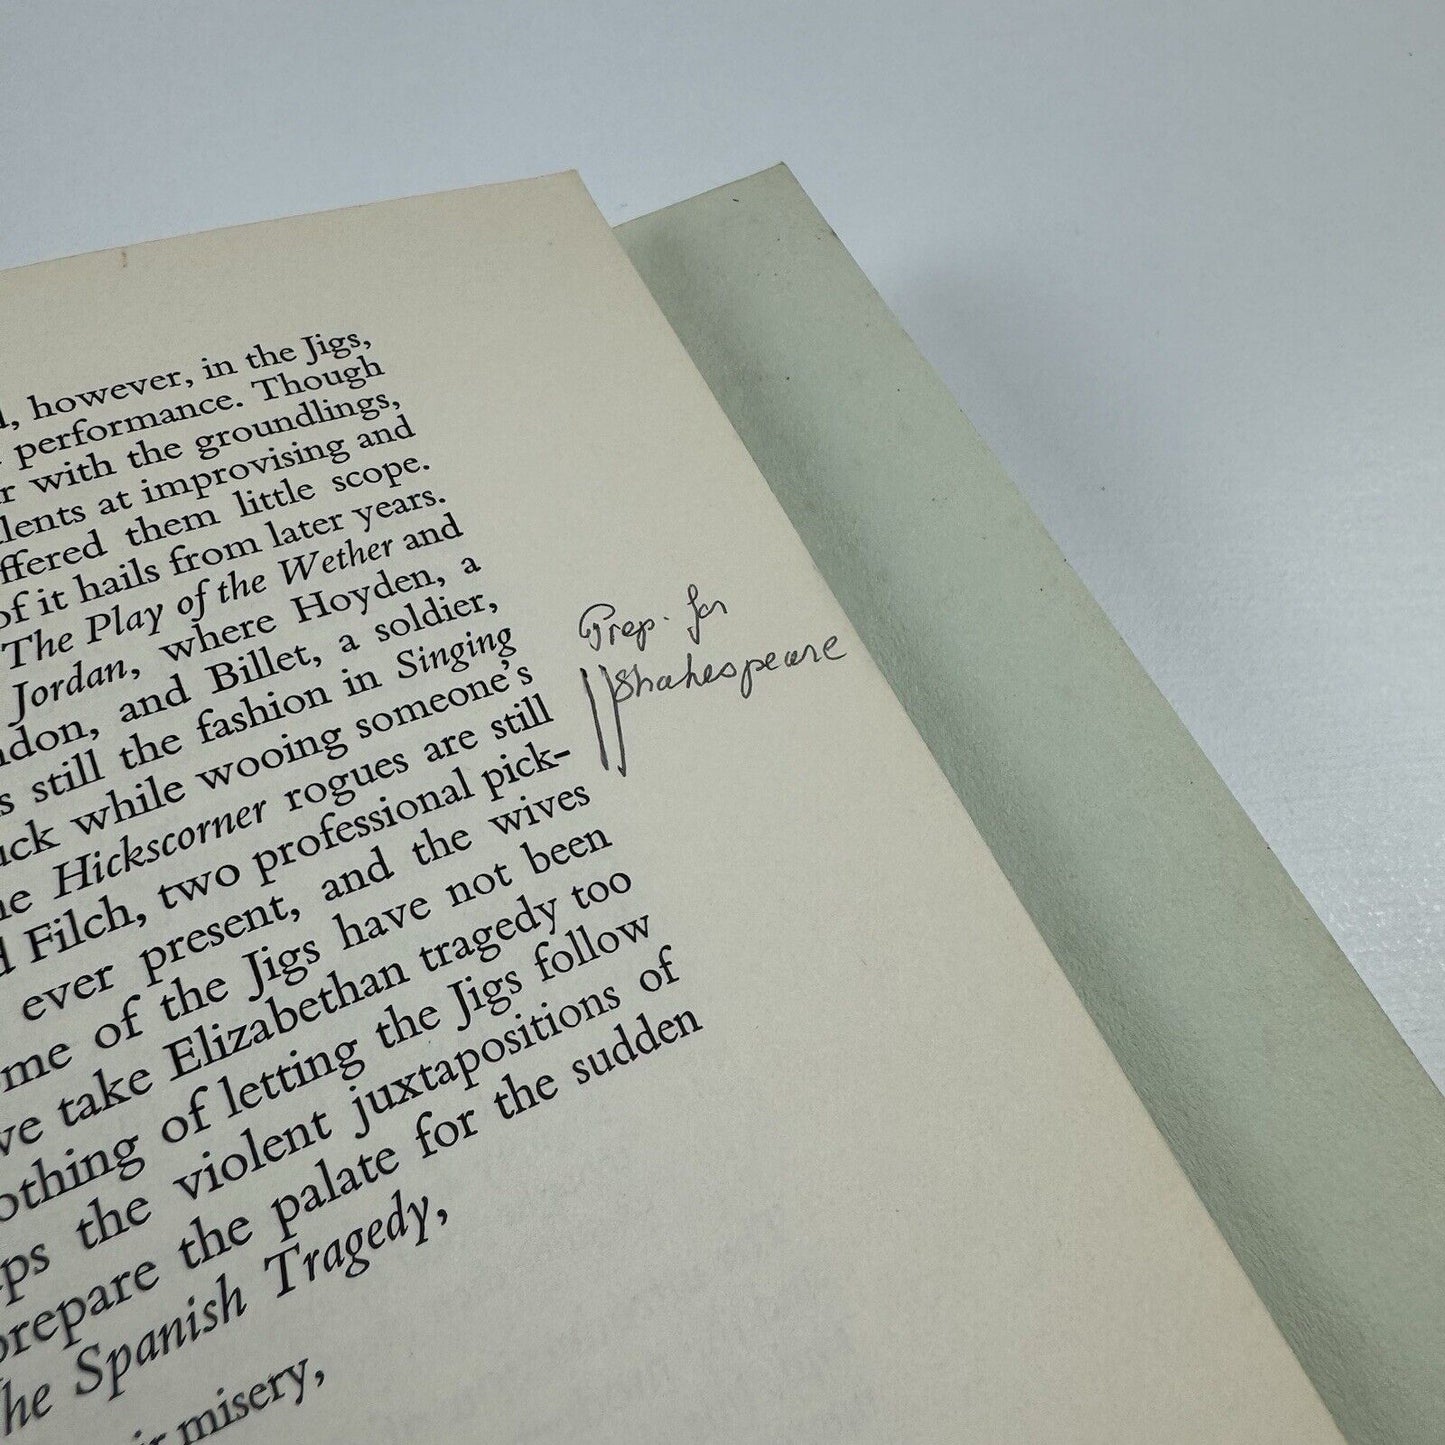 , however, in the Jigs,
performance. Though
with the groundlings,
lents at improvising and
ffered them little scope.
of it hails from later years.
The Play of the Wether and
Jordan, where Hoyden, a
ndon, and Billet, a soldier,
s still the fashion in Singing
uck while wooing someone's
Hickscorner rogues are still
Filch, two professional pick-
ever present, and the wives
me of the Jigs have not been
ve take Elizabethan tragedy too
othing of letting the Jigs follow
ps the violent juxtapositions of
prepare the palate for the sudden
he Spanish Tragedy,
ir misery,
Prep. for
Shakespeare